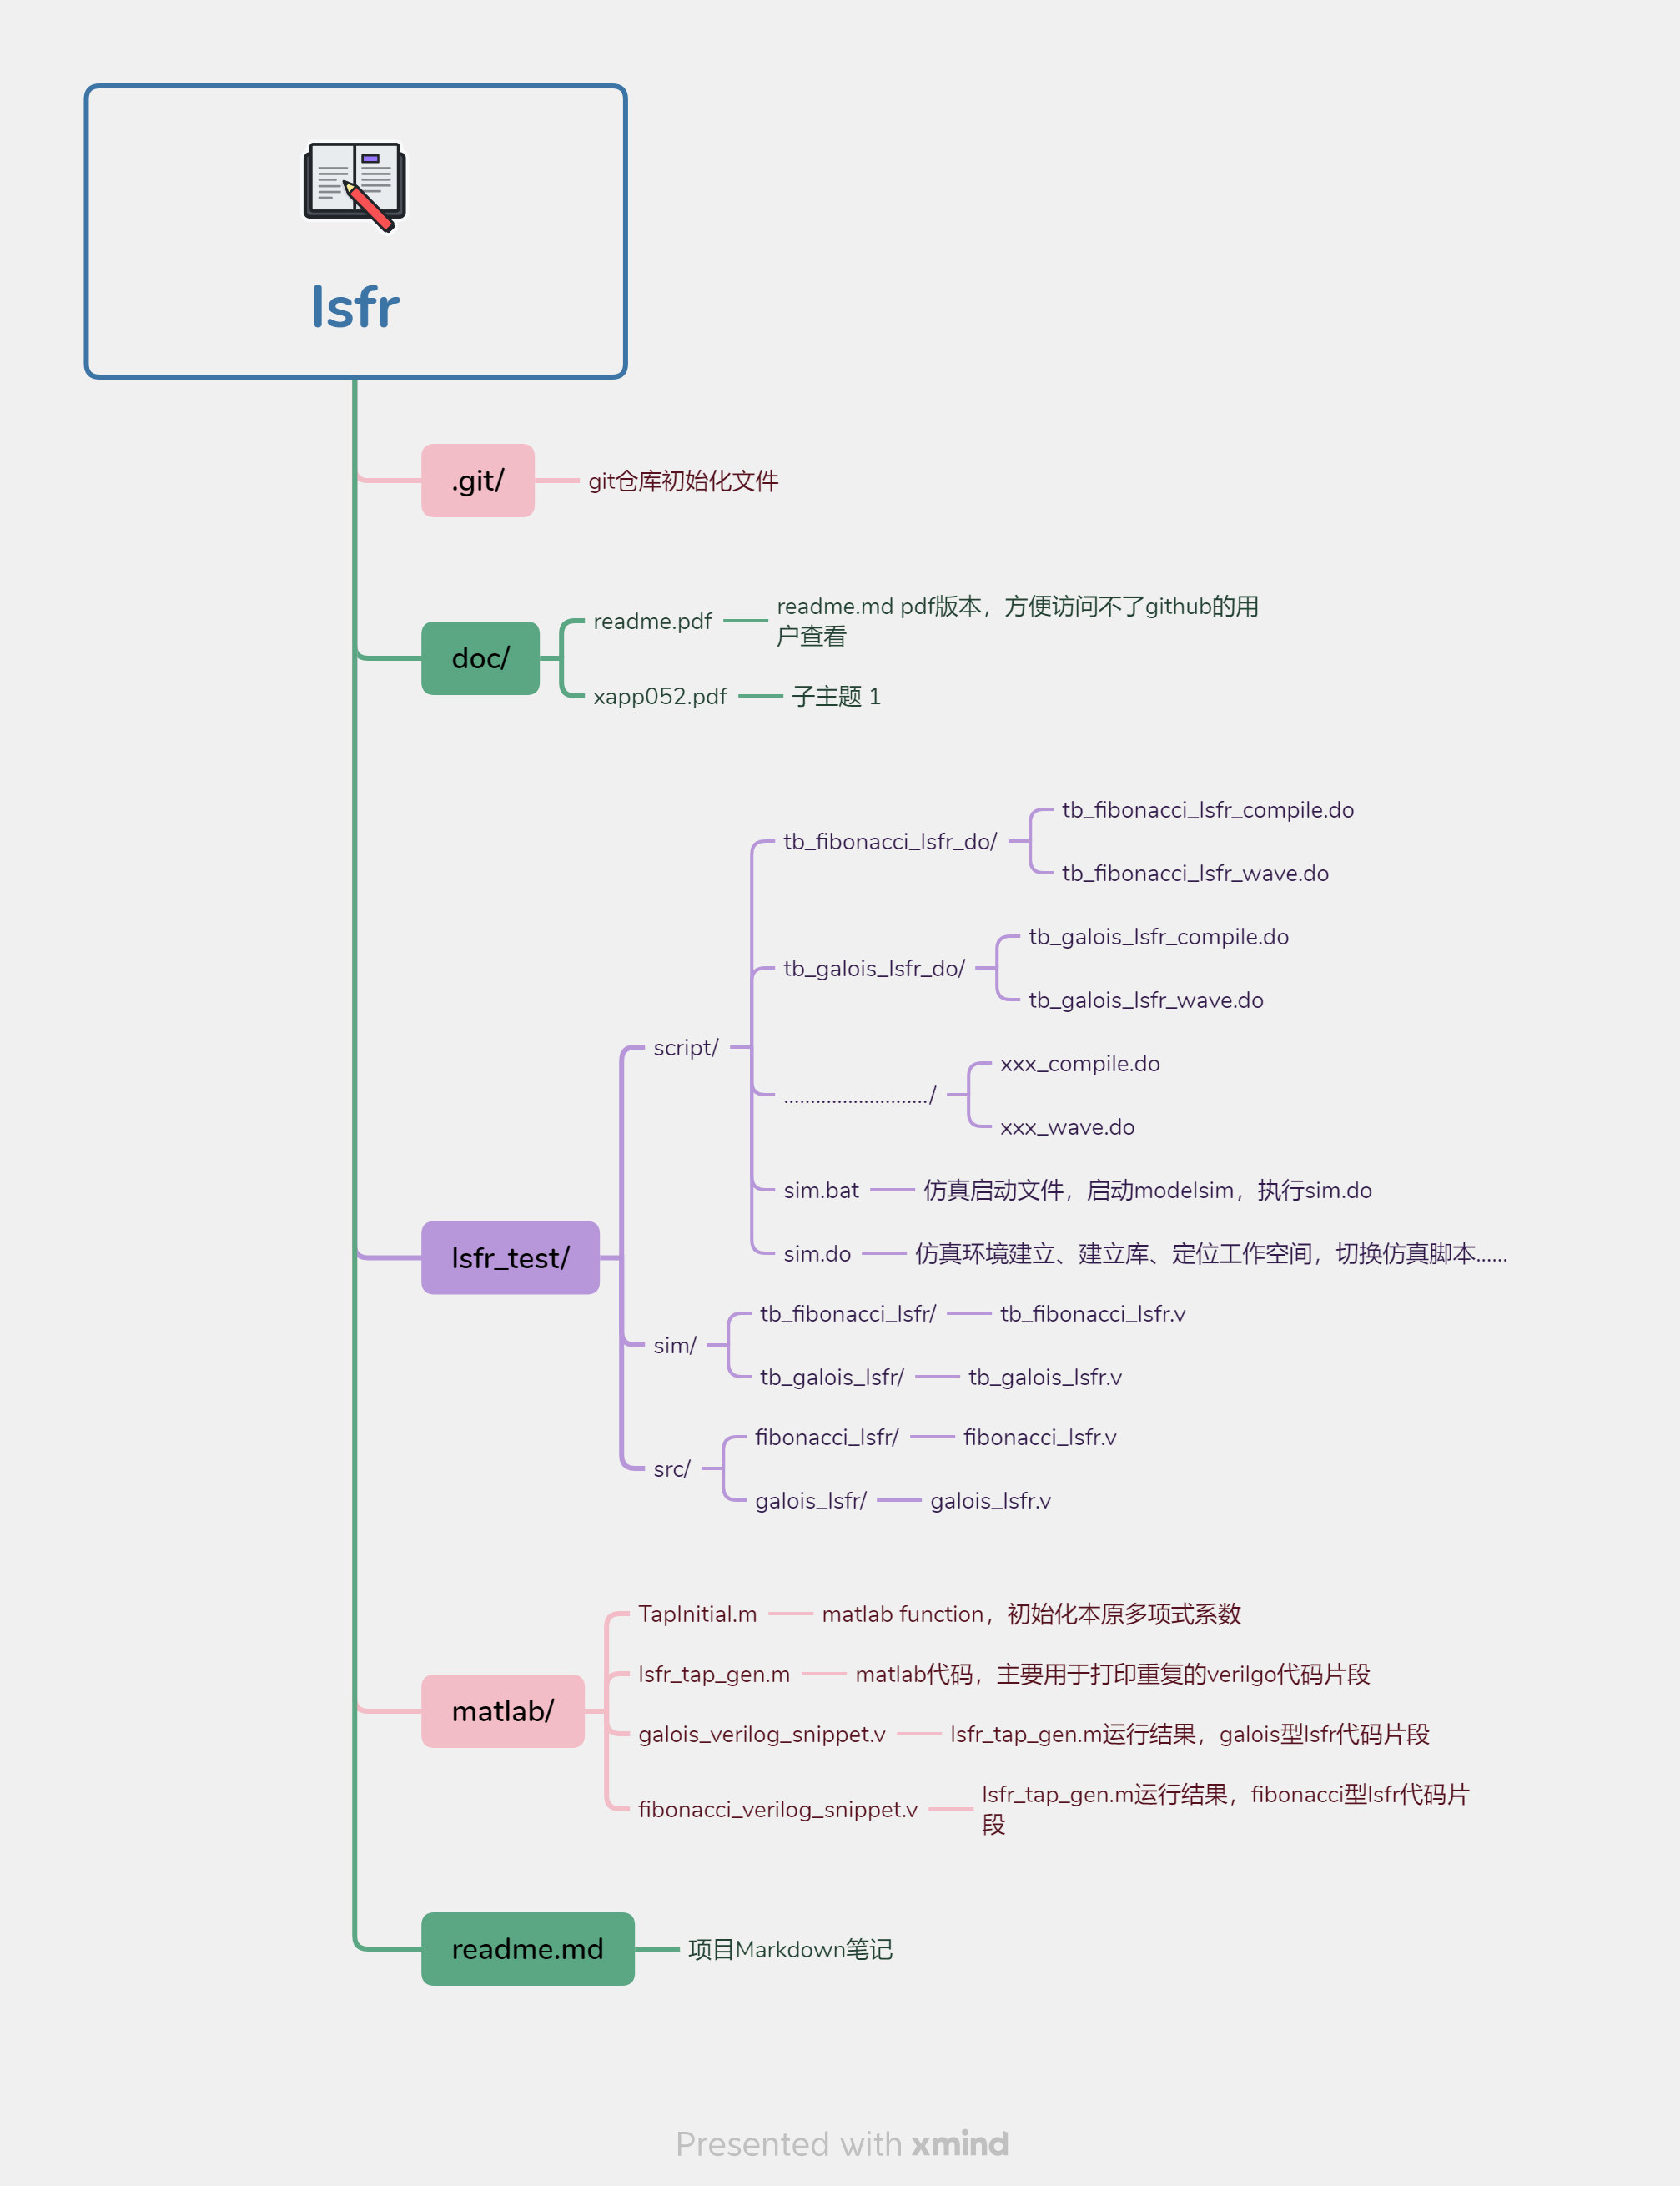 lsfr
.git/
git仓库初始化文件
doc/
readme.pdf
readme.md pdf版本，方便访问不了github的用
户查看
xapp052.pdf
子主题 1
lsfr_test/
script/
tb_fibonacci_lsfr_do/
tb_fibonacci_lsfr_compile.do
tb_fibonacci_lsfr_wave.do
tb_galois_lsfr_do/
tb_galois_lsfr_compile.do
tb_galois_lsfr_wave.do
.........................../
xxx_compile.do
xxx_wave.do
sim.bat
仿真启动文件，启动modelsim，执行sim.do
sim.do
仿真环境建立、建立库、定位工作空间，切换仿真脚本......
sim/
tb_fibonacci_lsfr/
tb_fibonacci_lsfr.v
tb_galois_lsfr/
tb_galois_lsfr.v
src/
fibonacci_lsfr/
fibonacci_lsfr.v
galois_lsfr/
galois_lsfr.v
matlab/
TapInitial.m
matlab function，初始化本原多项式系数
lsfr_tap_gen.m
matlab代码，主要用于打印重复的verilgo代码片段
galois_verilog_snippet.v
lsfr_tap_gen.m运行结果，galois型lsfr代码片段
fibonacci_verilog_snippet.v
lsfr_tap_gen.m运行结果，fibonacci型lsfr代码片
段
readme.md
项目Markdown笔记
Presented with xmind